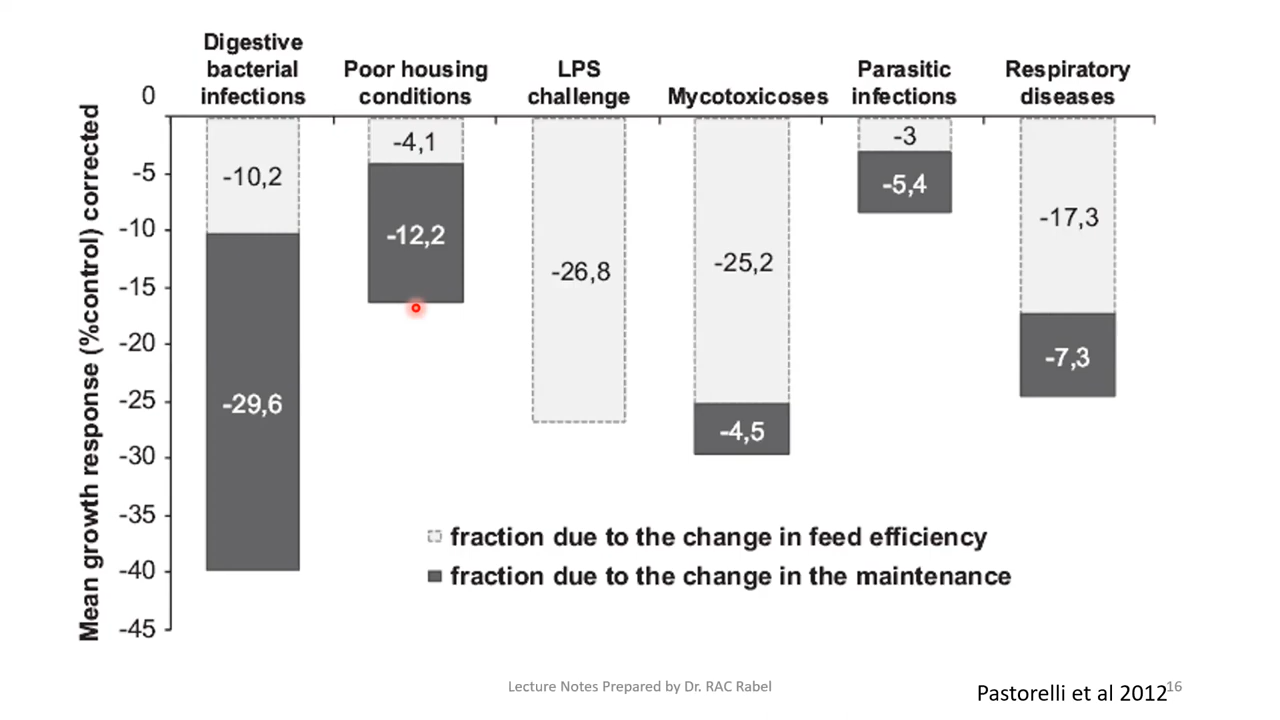 Digestive
bacterial
infections
Poor housing
conditions
LPS
challenge
Mycotoxicoses
Parasitic
infections
Respiratory
diseases
Mean growth response (%control) corrected
0
-5
-10
-15
-20
-25
-30
-35
-40
-45
-10,2
-29,6
-4,1
-12,2
-26,8
-25,2
-4,5
-3
-5,4
-17,3
-7,3
fraction due to the change in feed efficiency
fraction due to the change in the maintenance
Lecture Notes Prepared by Dr. RAC Rabel
Pastorelli et al 2012
16